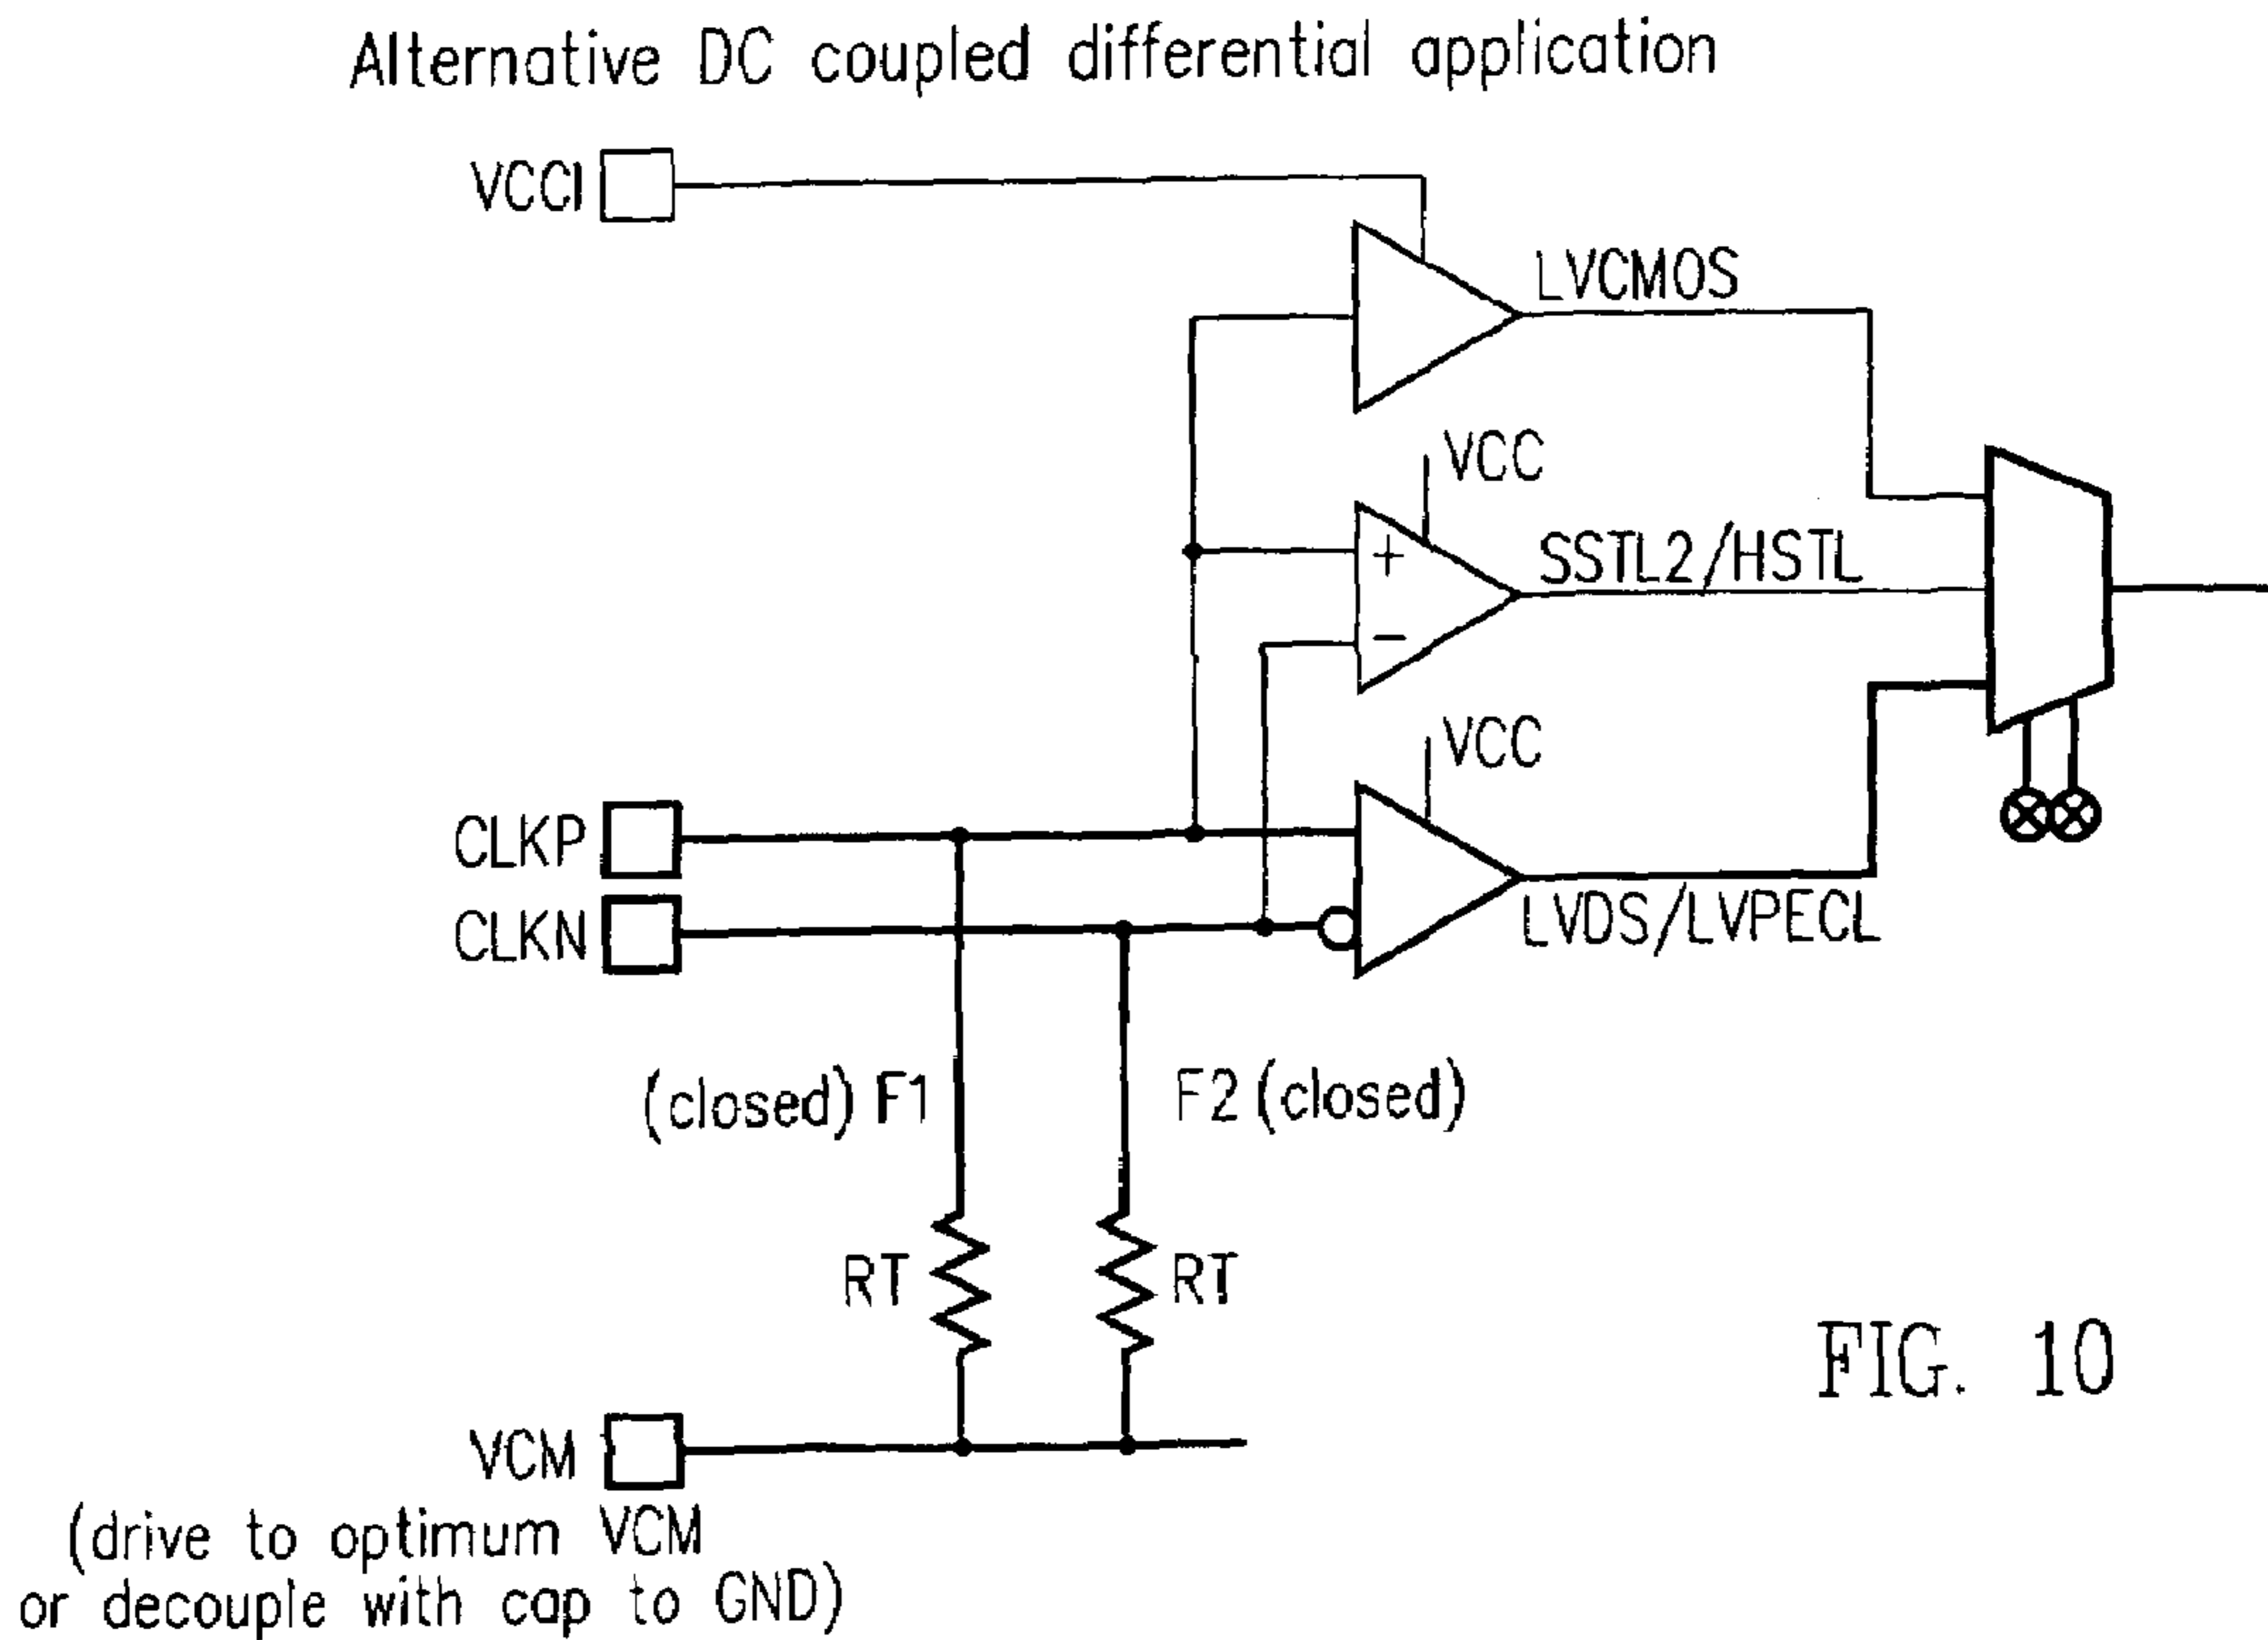 Alternative DC coupled differential application
VCCI
LVCMOS
VCC
+
SSTL2/HSTL
−
VCC
CLKP
CLKN
LVDS/LVPECL
(closed) F1
F2 (closed)
RT
RT
FIG. 10
VCM
(drive to optimum VCM
or decouple with cap to GND)